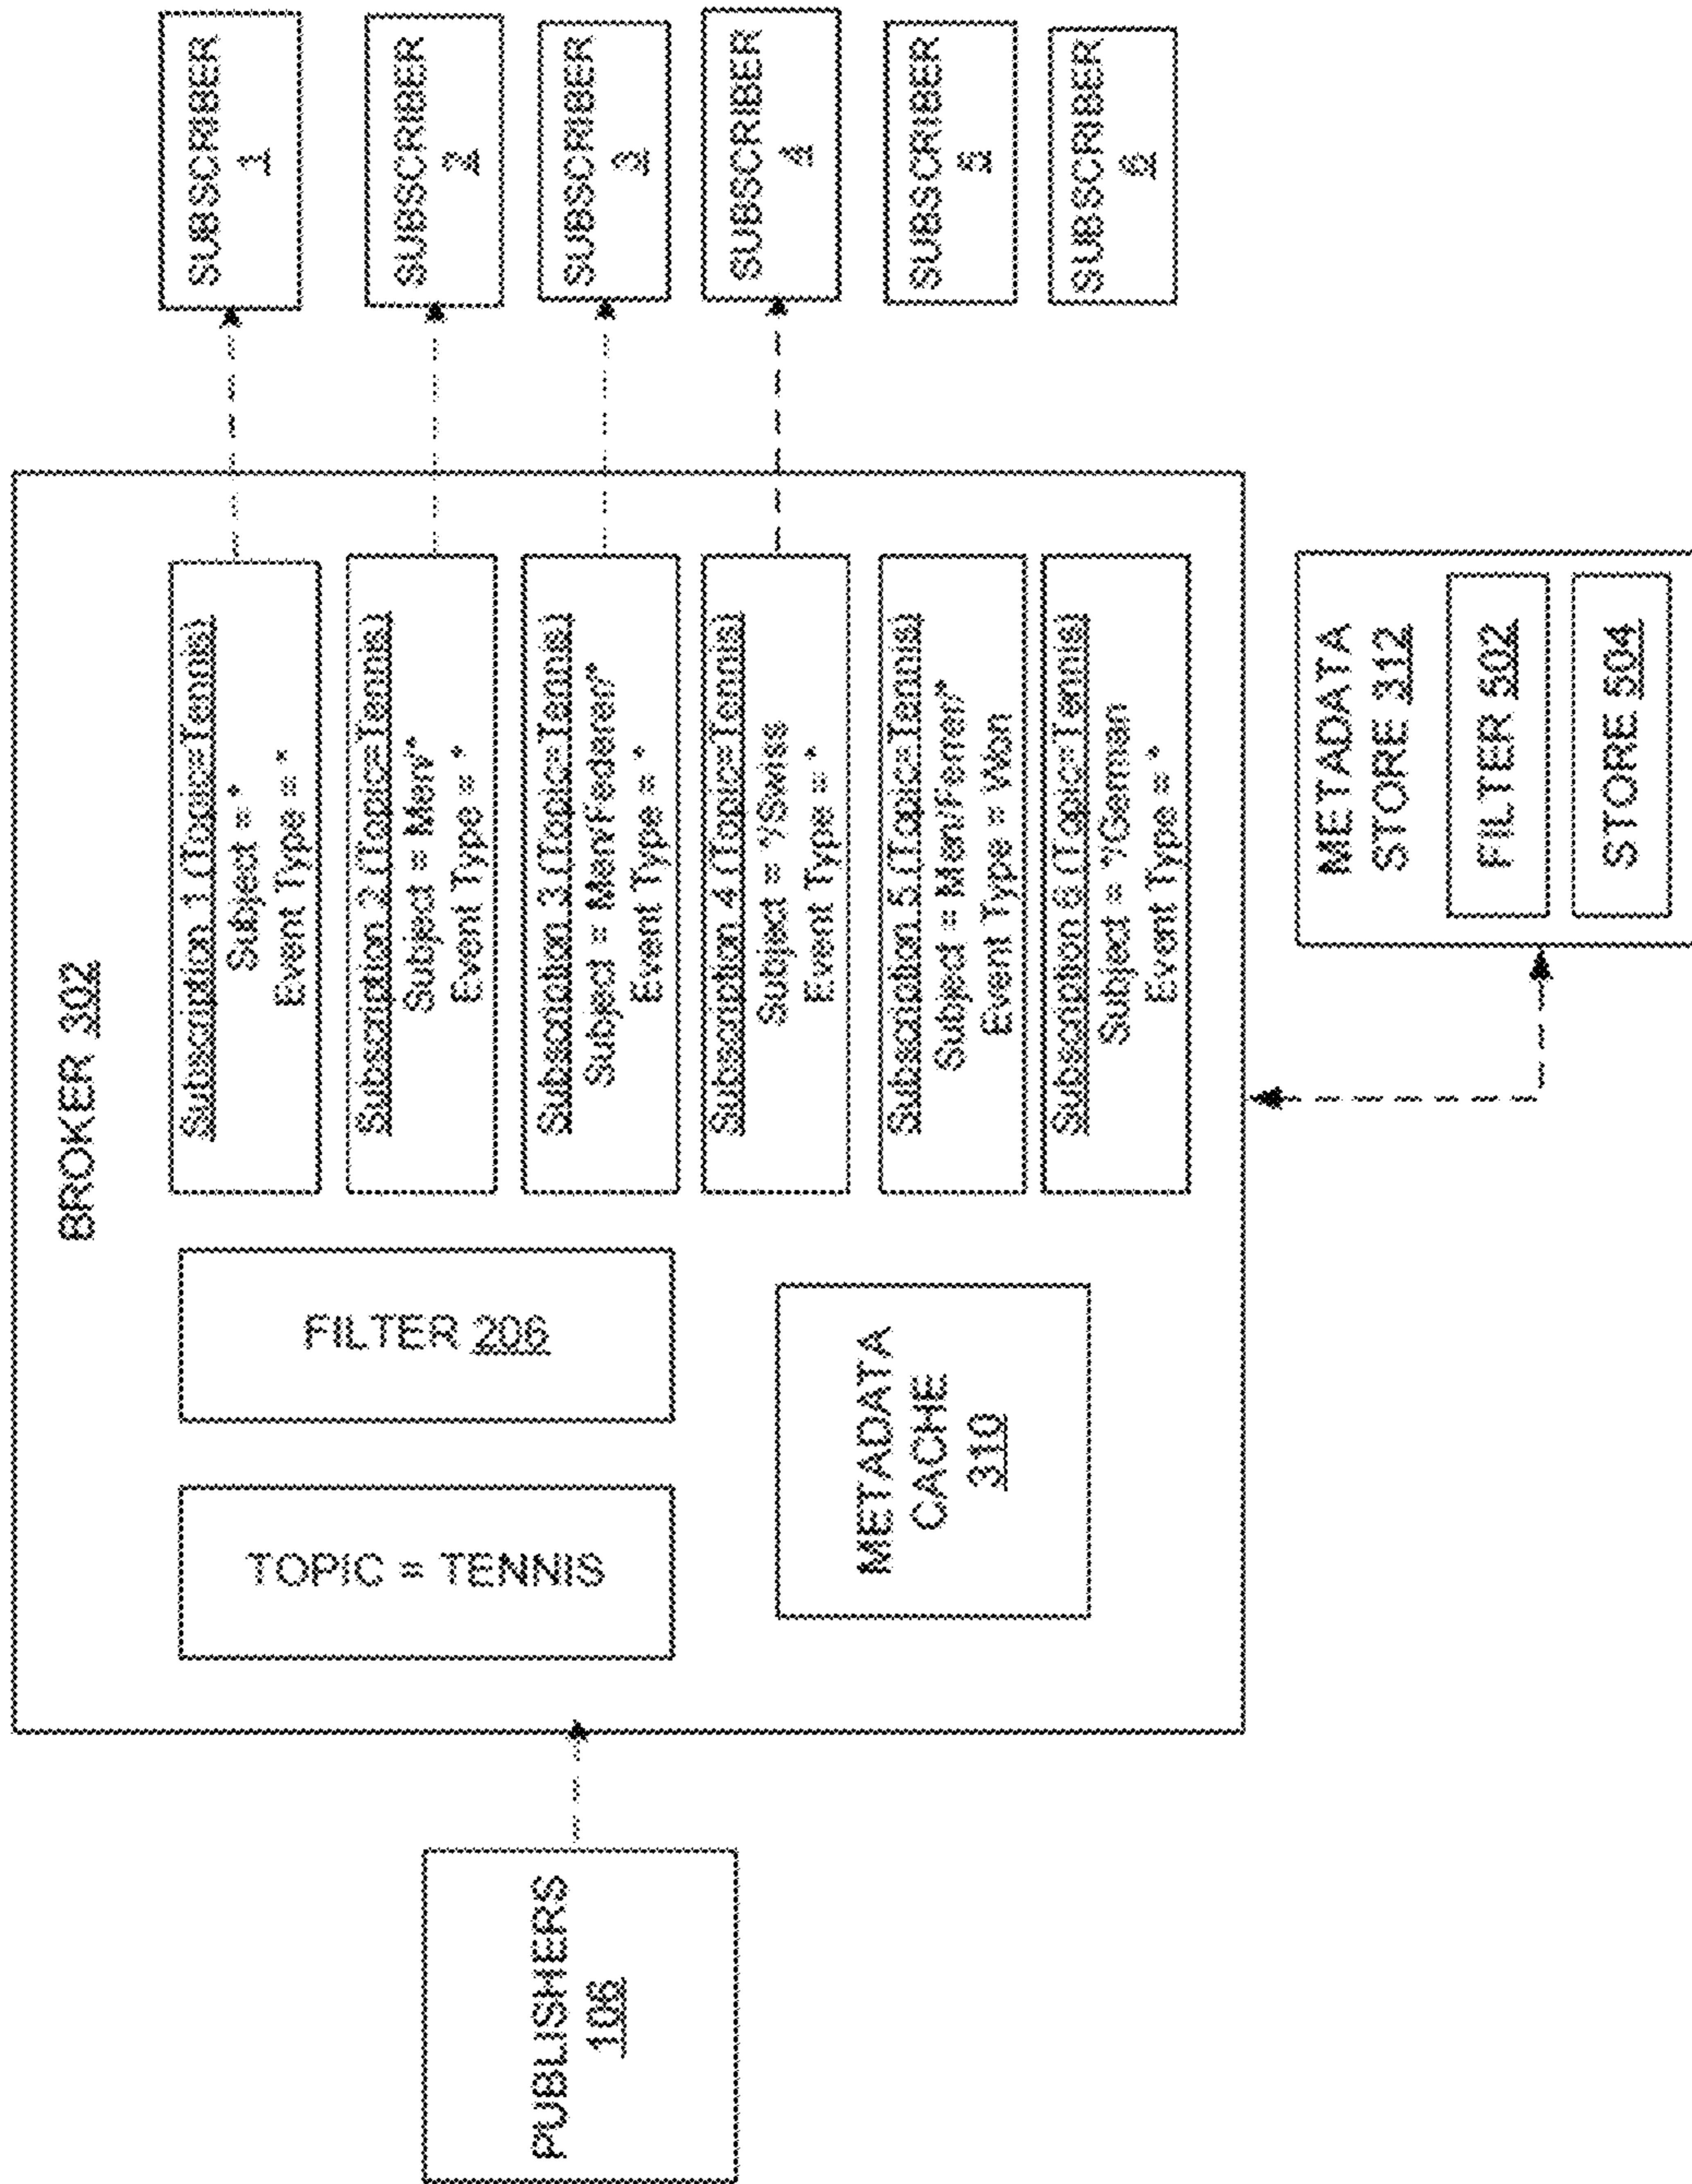 BROKER 302
PUBLISHERS
106
TOPIC = TENNIS
FILTER 206
METADATA
CACHE
310
Subscription 1 (Topic=Tennis)
Subject = *
Event Type = *
Subscription 2 (Topic=Tennis)
Subject = Men/*
Event Type = *
Subscription 3 (Topic=Tennis)
Subject = Men/Federer/*
Event Type = *
Subscription 4 (Topic=Tennis)
Subject = */Swiss
Event Type = *
Subscription 5 (Topic=Tennis)
Subject = Men/Ferrer/*
Event Type = Won
Subscription 6 (Topic=Tennis)
Subject = */German
Event Type = *
SUBSCRIBER
1
SUBSCRIBER
2
SUBSCRIBER
3
SUBSCRIBER
4
SUBSCRIBER
5
SUBSCRIBER
6
METADATA
STORE 312
FILTER 502
STORE 504